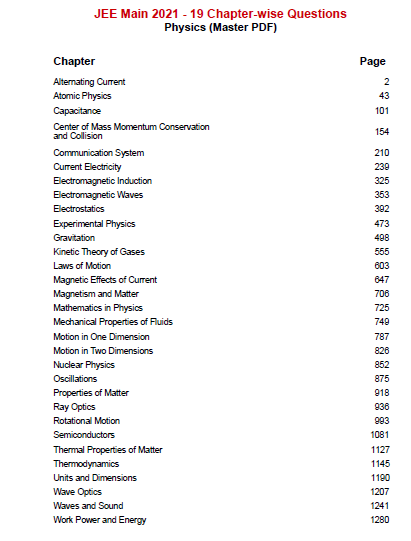 JEE Main 2021 - 19 Chapter-wise Questions
Physics (Master PDF)
Chapter Page
Alternating Current 2
Atomic Physics 43
Capacitance 101
Center of Mass Momentum Conservation
and Collision 154
Communication System 210
Current Electricity 239
Electromagnetic Induction 325
Electromagnetic Waves 353
Electrostatics 392
Experimental Physics 473
Gravitation 498
Kinetic Theory of Gases 555
Laws of Motion 603
Magnetic Effects of Current 647
Magnetism and Matter 706
Mathematics in Physics 725
Mechanical Properties of Fluids 749
Motion in One Dimension 787
Motion in Two Dimensions 826
Nuclear Physics 852
Oscillations 875
Properties of Matter 918
Ray Optics 936
Rotational Motion 993
Semiconductors 1081
Thermal Properties of Matter 1127
Thermodynamics 1145
Units and Dimensions 1190
Wave Optics 1207
Waves and Sound 1241
Work Power and Energy 1280